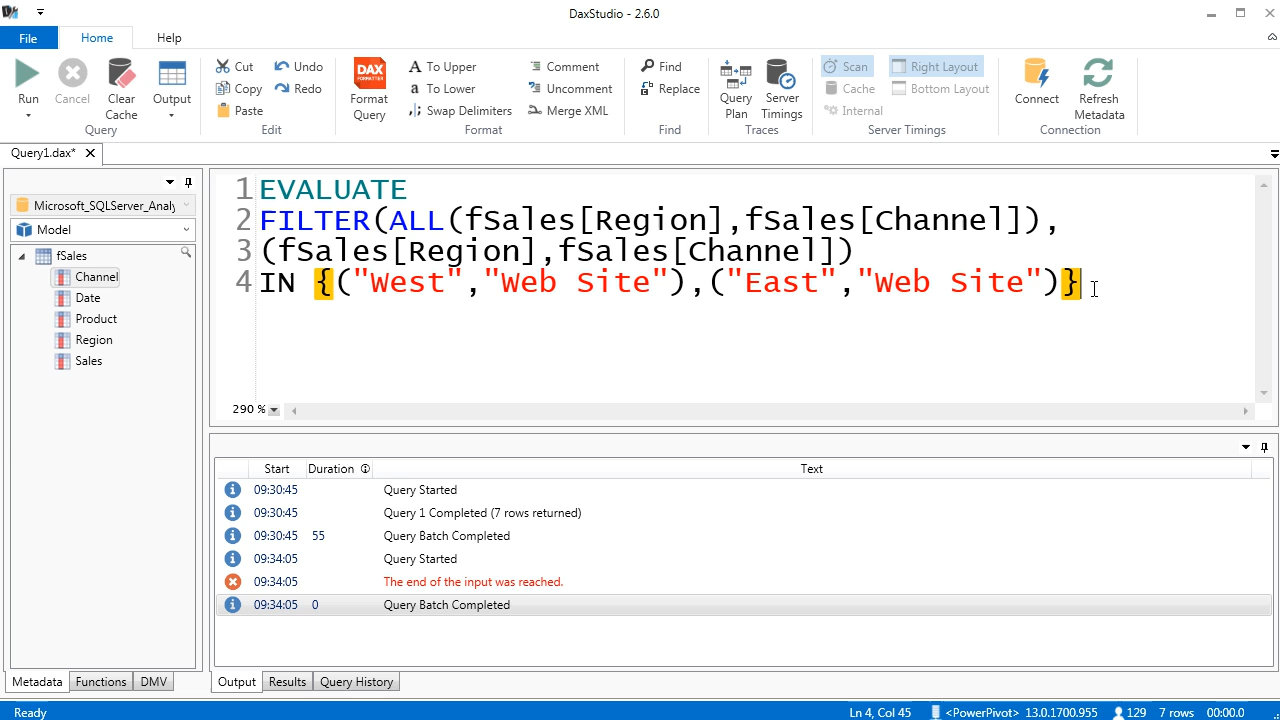 DaxStudio - 2.6.0
File
Home
Help
Run
Cancel
Clear Cache
Output
Query
Cut
Copy
Paste
Undo
Redo
Edit
DAX
FORMATTER
Format Query
To Upper
To Lower
Swap Delimiters
Comment
Uncomment
Merge XML
Format
Find
Replace
Find
Query Plan
Server Timings
Traces
Scan
Cache
Internal
Right Layout
Bottom Layout
Server Timings
Connect
Refresh Metadata
Connection
Query1.dax*
Microsoft_SQLServer_Analy
Model
fSales
Channel
Date
Product
Region
Sales
1 EVALUATE
2 FILTER(ALL(fSales[Region],fSales[Channel]),
3 (fSales[Region],fSales[Channel])
4 IN {("West","Web Site"),("East","Web Site")}
290 %
Start Duration Text
09:30:45 Query Started
09:30:45 Query 1 Completed (7 rows returned)
09:30:45 55 Query Batch Completed
09:34:05 Query Started
09:34:05 The end of the input was reached.
09:34:05 0 Query Batch Completed
Metadata Functions DMV
Output Results Query History
Ready
Ln 4, Col 45 <PowerPivot> 13.0.1700.955 129 7 rows 00:00.0